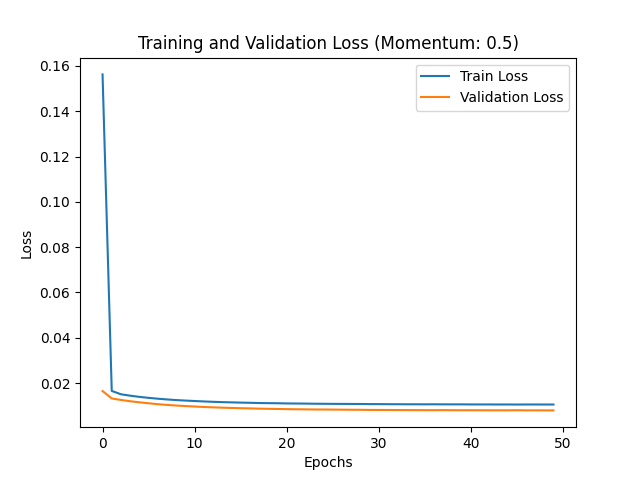 Training and Validation Loss (Momentum: 0.5)
Train Loss
Validation Loss
0.16
0.14
0.12
0.10
0.08
0.06
0.04
0.02
Loss
0 10 20 30 40 50
Epochs